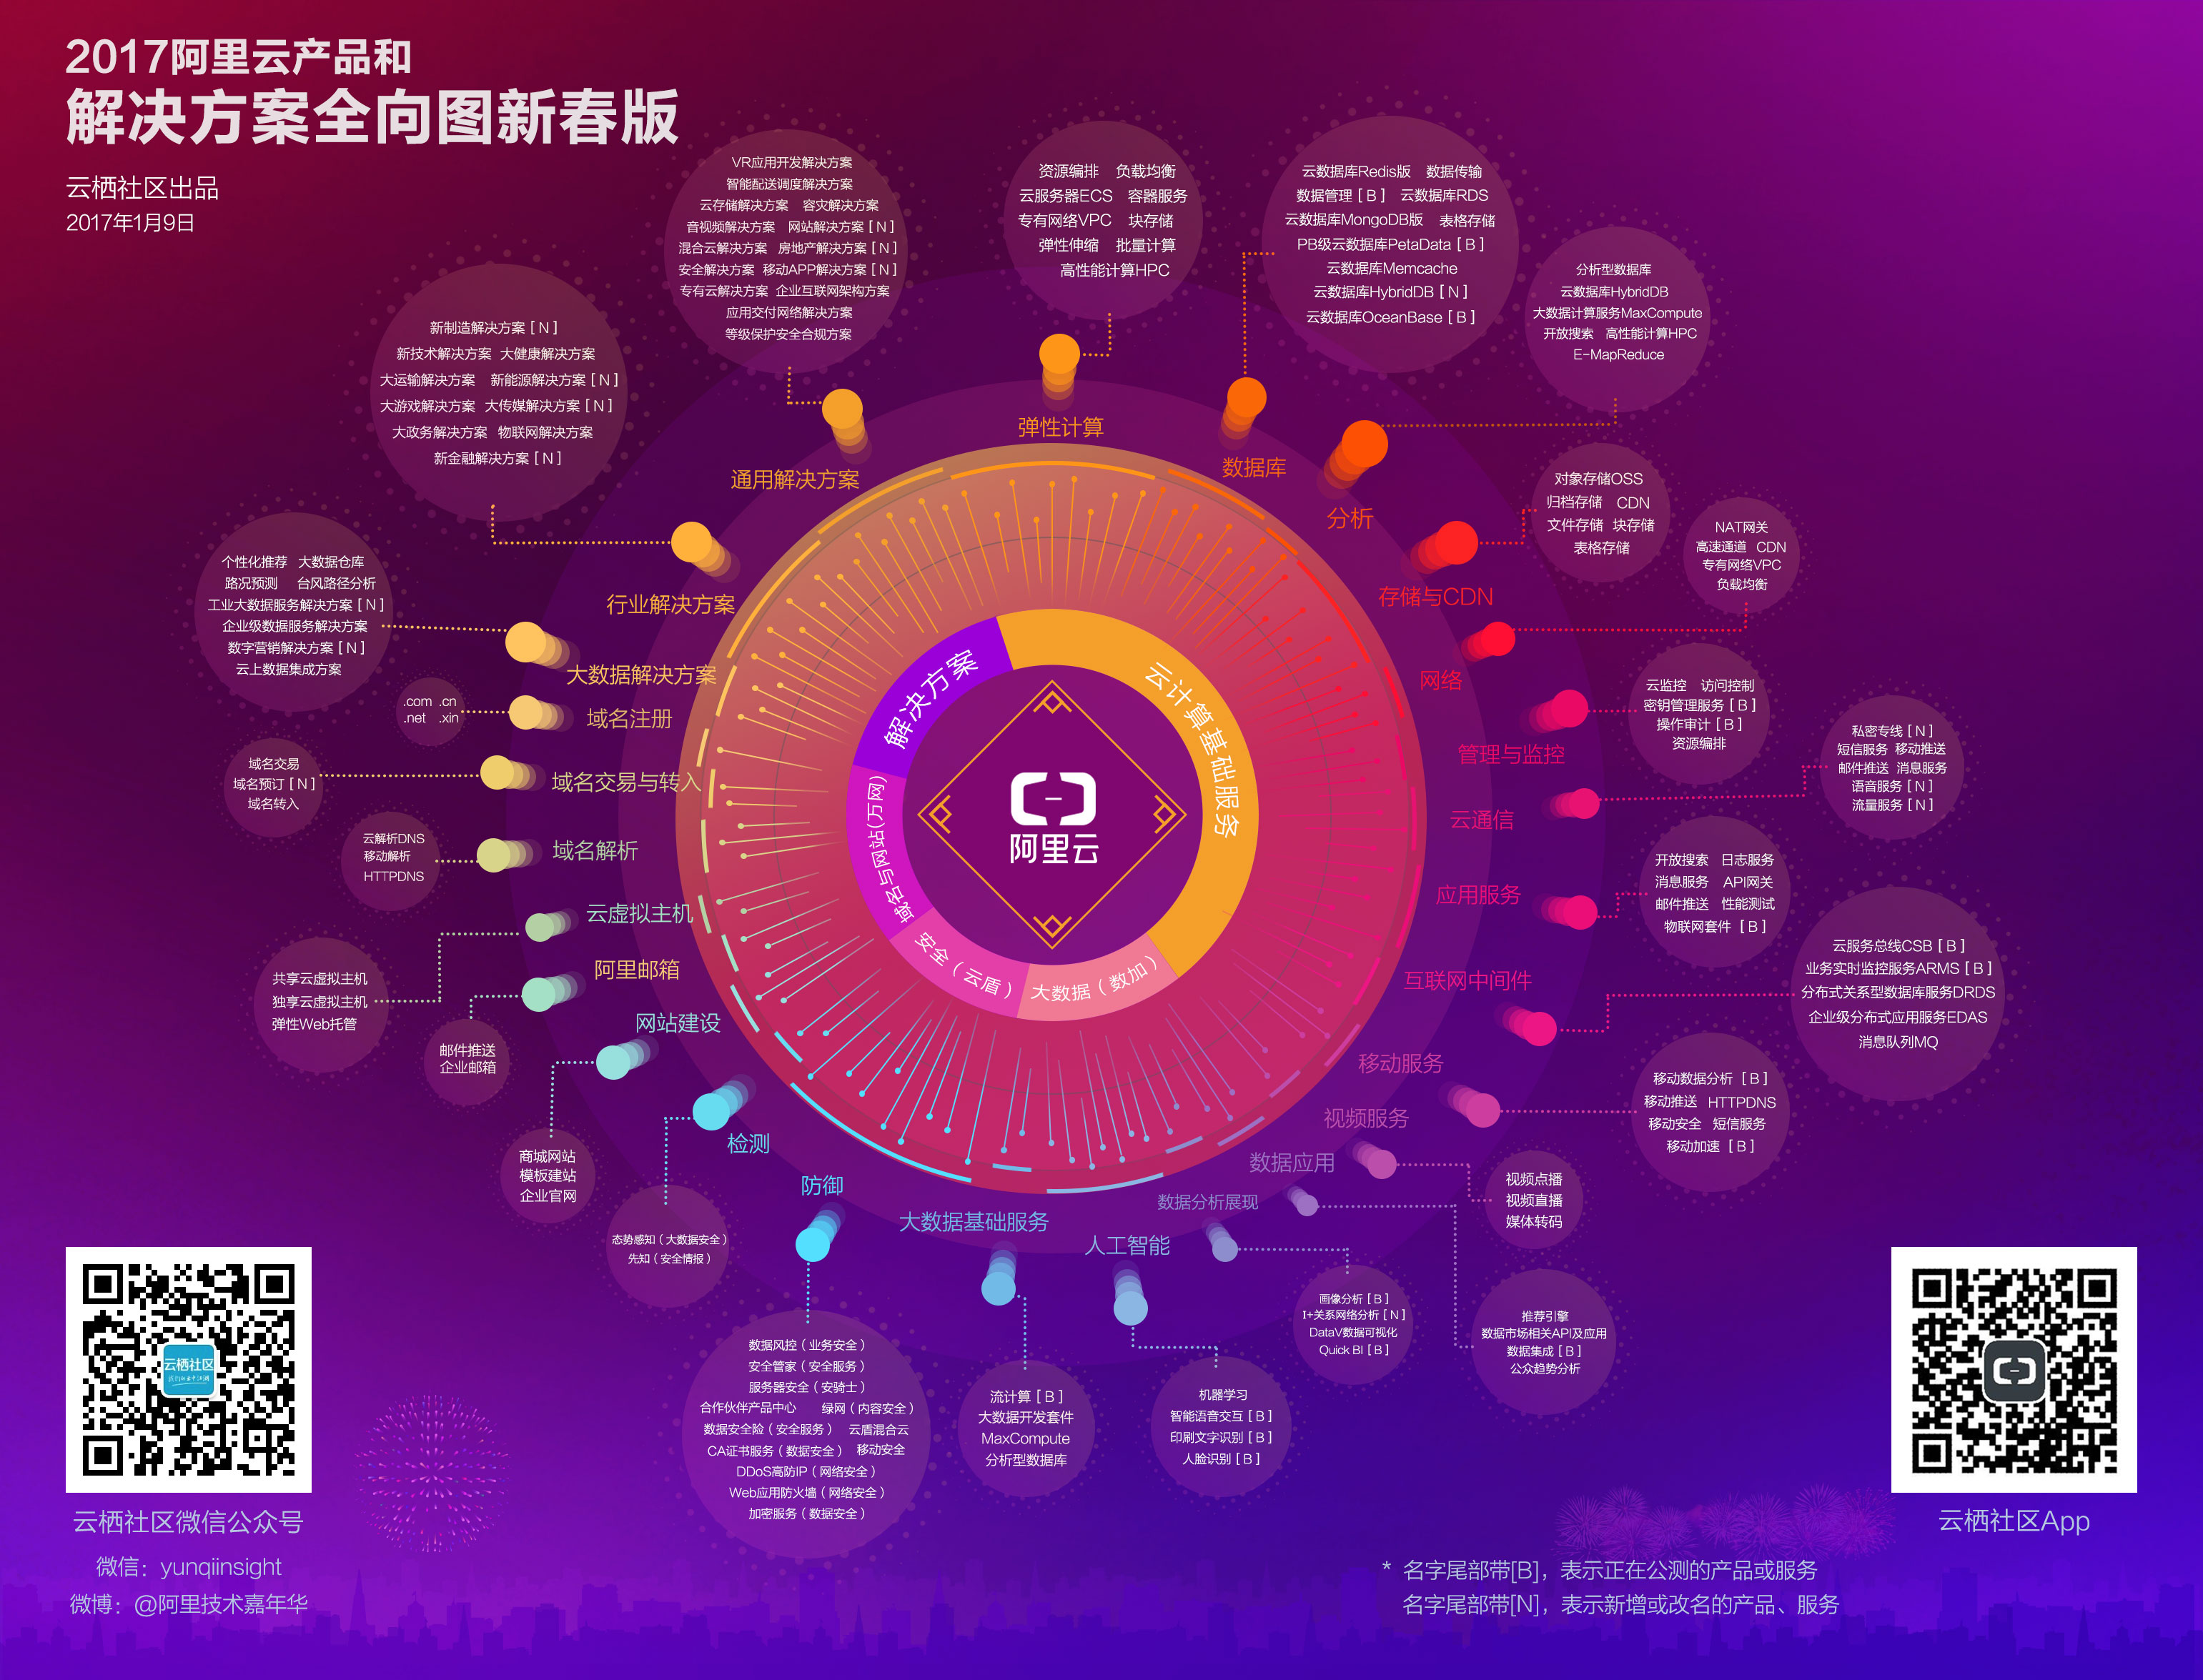 2017阿里云产品和
解决方案全向图新春版
云栖社区出品
2017年1月9日
VR应用开发解决方案
智能配送调度解决方案
云存储解决方案 容灾解决方案
音视频解决方案 网站解决方案 [ N ]
混合云解决方案 房地产解决方案 [ N ]
安全解决方案 移动APP解决方案 [ N ]
专有云解决方案 企业互联网架构方案
应用交付网络解决方案
等级保护安全合规方案
通用解决方案
资源编排 负载均衡
云服务器ECS 容器服务
专有网络VPC 块存储
弹性伸缩 批量计算
高性能计算HPC
弹性计算
云数据库Redis版 数据传输
数据管理 [ B ] 云数据库RDS
云数据库MongoDB版 表格存储
PB级云数据库PetaData [ B ]
云数据库Memcache
云数据库HybridDB [ N ]
云数据库OceanBase [ B ]
数据库
分析型数据库
云数据库HybridDB
大数据计算服务MaxCompute
开放搜索 高性能计算HPC
E-MapReduce
分析
对象存储OSS
归档存储 CDN
文件存储 块存储
表格存储
存储与CDN
NAT网关
高速通道 CDN
专有网络VPC
负载均衡
网络
云监控 访问控制
密钥管理服务 [ B ]
操作审计 [ B ]
资源编排
管理与监控
私密专线 [ N ]
短信服务 移动推送
邮件推送 消息服务
语音服务 [ N ]
流量服务 [ N ]
云通信
开放搜索 日志服务
消息服务 API网关
邮件推送 性能测试
物联网套件 [ B ]
应用服务
云服务总线CSB [ B ]
业务实时监控服务ARMS [ B ]
分布式关系型数据库服务DRDS
企业级分布式应用服务EDAS
消息队列MQ
互联网中间件
移动数据分析 [ B ]
移动推送 HTTPDNS
移动安全 短信服务
移动加速 [ B ]
移动服务
视频点播
视频直播
媒体转码
视频服务
推荐引擎
数据市场相关API及应用
数据集成 [ B ]
公众趋势分析
数据应用
画像分析 [ B ]
I+关系网络分析 [ N ]
DataV数据可视化
Quick BI [ B ]
数据分析展现
机器学习
智能语音交互 [ B ]
印刷文字识别 [ B ]
人脸识别 [ B ]
人工智能
流计算 [ B ]
大数据开发套件
MaxCompute
分析型数据库
大数据基础服务
数据风控（业务安全）
安全管家（安全服务）
服务器安全（安骑士）
合作伙伴产品中心 绿网（内容安全）
数据安全险（安全服务） 云盾混合云
CA证书服务（数据安全） 移动安全
DDoS高防IP（网络安全）
Web应用防火墙（网络安全）
加密服务（数据安全）
防御
态势感知（大数据安全）
先知（安全情报）
检测
商城网站
模板建站
企业官网
网站建设
邮件推送
企业邮箱
阿里邮箱
共享云虚拟主机
独享云虚拟主机
弹性Web托管
云虚拟主机
云解析DNS
移动解析
HTTPDNS
域名解析
域名交易
域名预订 [ N ]
域名转入
域名交易与转入
.com .cn
.net .xin
域名注册
个性化推荐 大数据仓库
路况预测 台风路径分析
工业大数据服务解决方案 [ N ]
企业级数据服务解决方案
数字营销解决方案 [ N ]
云上数据集成方案
大数据解决方案
新制造解决方案 [ N ]
新技术解决方案 大健康解决方案
大运输解决方案 新能源解决方案 [ N ]
大游戏解决方案 大传媒解决方案 [ N ]
大政务解决方案 物联网解决方案
新金融解决方案 [ N ]
行业解决方案
解决方案
云计算基础服务
大数据（数加）
安全（云盾）
域名与网站(万网)
阿里云
云栖社区
云栖社区微信公众号
微信：yunqiinsight
微博：@阿里技术嘉年华
云栖社区App
* 名字尾部带[B]，表示正在公测的产品或服务
名字尾部带[N]，表示新增或改名的产品、服务